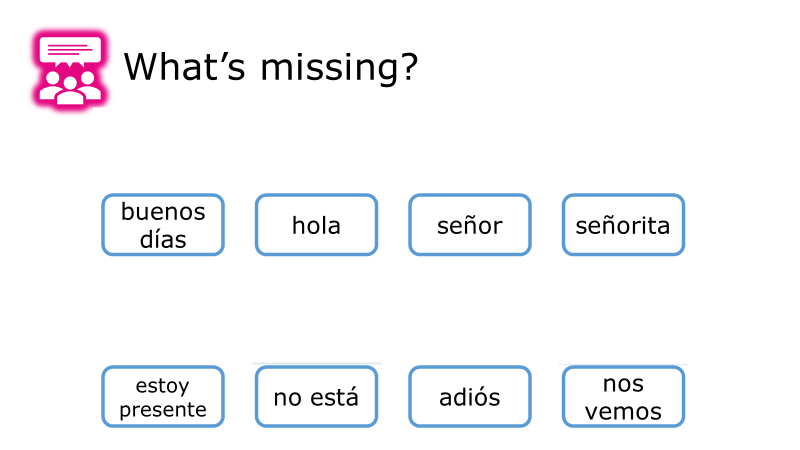 What’s missing?
buenos
días
hola
señor
señorita
estoy
presente
no está
adiós
nos
vemos